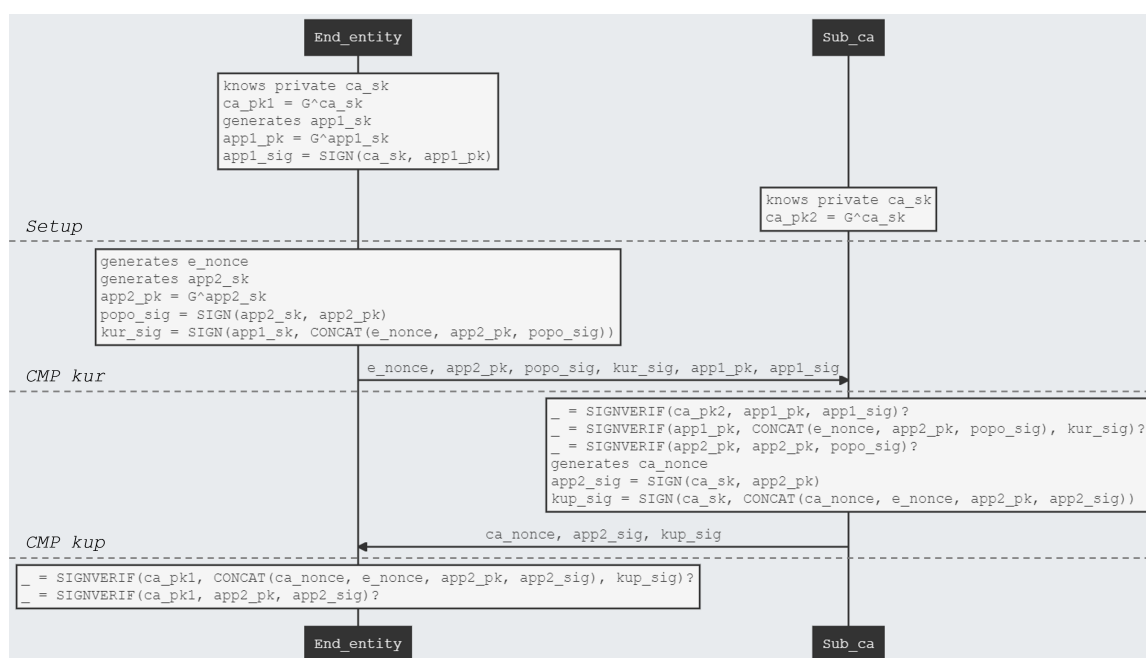 End_entity
Sub_ca
knows private ca_sk
ca_pk1 = G^ca_sk
generates app1_sk
app1_pk = G^app1_sk
app1_sig = SIGN(ca_sk, app1_pk)
knows private ca_sk
ca_pk2 = G^ca_sk
Setup
generates e_nonce
generates app2_sk
app2_pk = G^app2_sk
popo_sig = SIGN(app2_sk, app2_pk)
kur_sig = SIGN(app1_sk, CONCAT(e_nonce, app2_pk, popo_sig))
e_nonce, app2_pk, popo_sig, kur_sig, app1_pk, app1_sig
CMP kur
_ = SIGNVERIF(ca_pk2, app1_pk, app1_sig)?
_ = SIGNVERIF(app1_pk, CONCAT(e_nonce, app2_pk, popo_sig), kur_sig)?
_ = SIGNVERIF(app2_pk, app2_pk, popo_sig)?
generates ca_nonce
app2_sig = SIGN(ca_sk, app2_pk)
kup_sig = SIGN(ca_sk, CONCAT(ca_nonce, e_nonce, app2_pk, app2_sig))
ca_nonce, app2_sig, kup_sig
CMP kup
_ = SIGNVERIF(ca_pk1, CONCAT(ca_nonce, e_nonce, app2_pk, app2_sig), kup_sig)?
_ = SIGNVERIF(ca_pk1, app2_pk, app2_sig)?
End_entity
Sub_ca